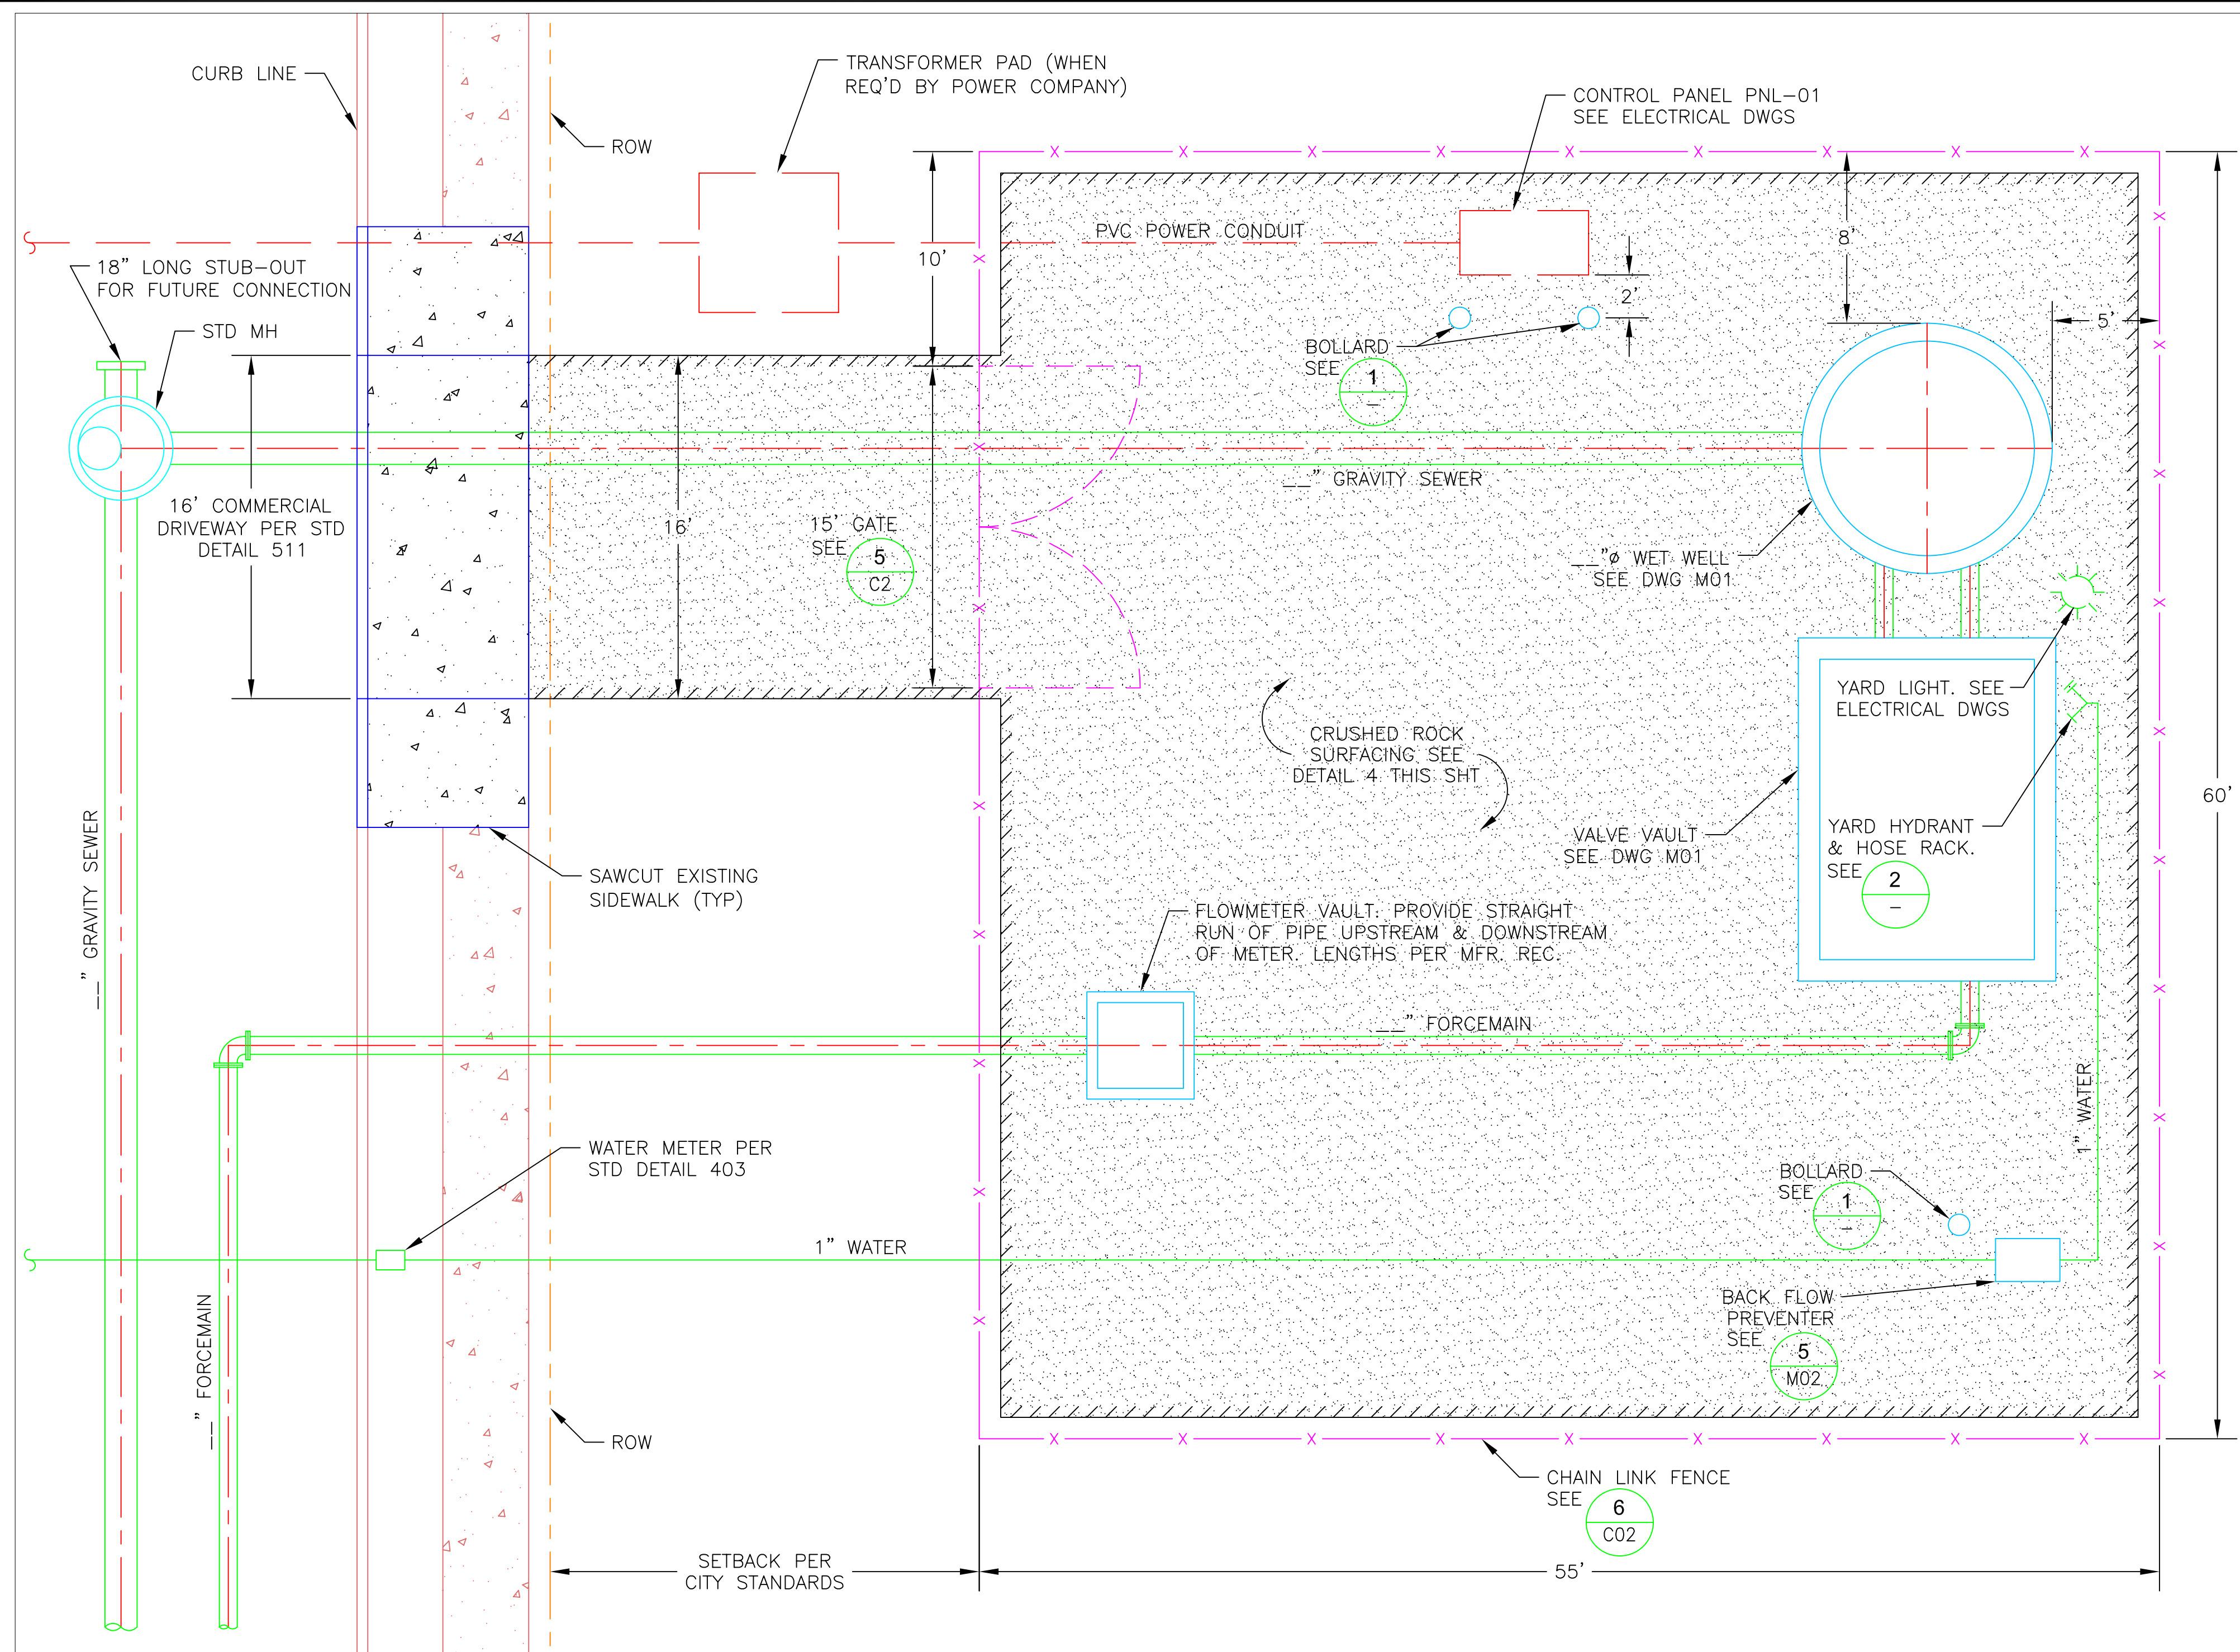 CURB LINE
TRANSFORMER PAD (WHEN
REQ'D BY POWER COMPANY)
CONTROL PANEL PNL-01
SEE ELECTRICAL DWGS
ROW
PVC POWER CONDUIT
10'
8'
18" LONG STUB-OUT
FOR FUTURE CONNECTION
2'
5'
STD MH
BOLLARD
SEE
1
-
16' COMMERCIAL
DRIVEWAY PER STD
DETAIL 511
16'
15' GATE
SEE
5
C2
__" GRAVITY SEWER
__"ø WET WELL
SEE DWG M01
YARD LIGHT. SEE
ELECTRICAL DWGS
CRUSHED ROCK
SURFACING SEE
DETAIL 4 THIS SHT
60'
VALVE VAULT
SEE DWG M01
YARD HYDRANT
& HOSE RACK.
SEE
2
-
__" GRAVITY SEWER
SAWCUT EXISTING
SIDEWALK (TYP)
FLOWMETER VAULT. PROVIDE STRAIGHT
RUN OF PIPE UPSTREAM & DOWNSTREAM
OF METER. LENGTHS PER MFR. REC.
__" FORCEMAIN
1" WATER
WATER METER PER
STD DETAIL 403
BOLLARD
SEE
1
-
1" WATER
__" FORCEMAIN
BACK FLOW
PREVENTER
SEE
5
M02
ROW
CHAIN LINK FENCE
SEE
6
C02
SETBACK PER
CITY STANDARDS
55'